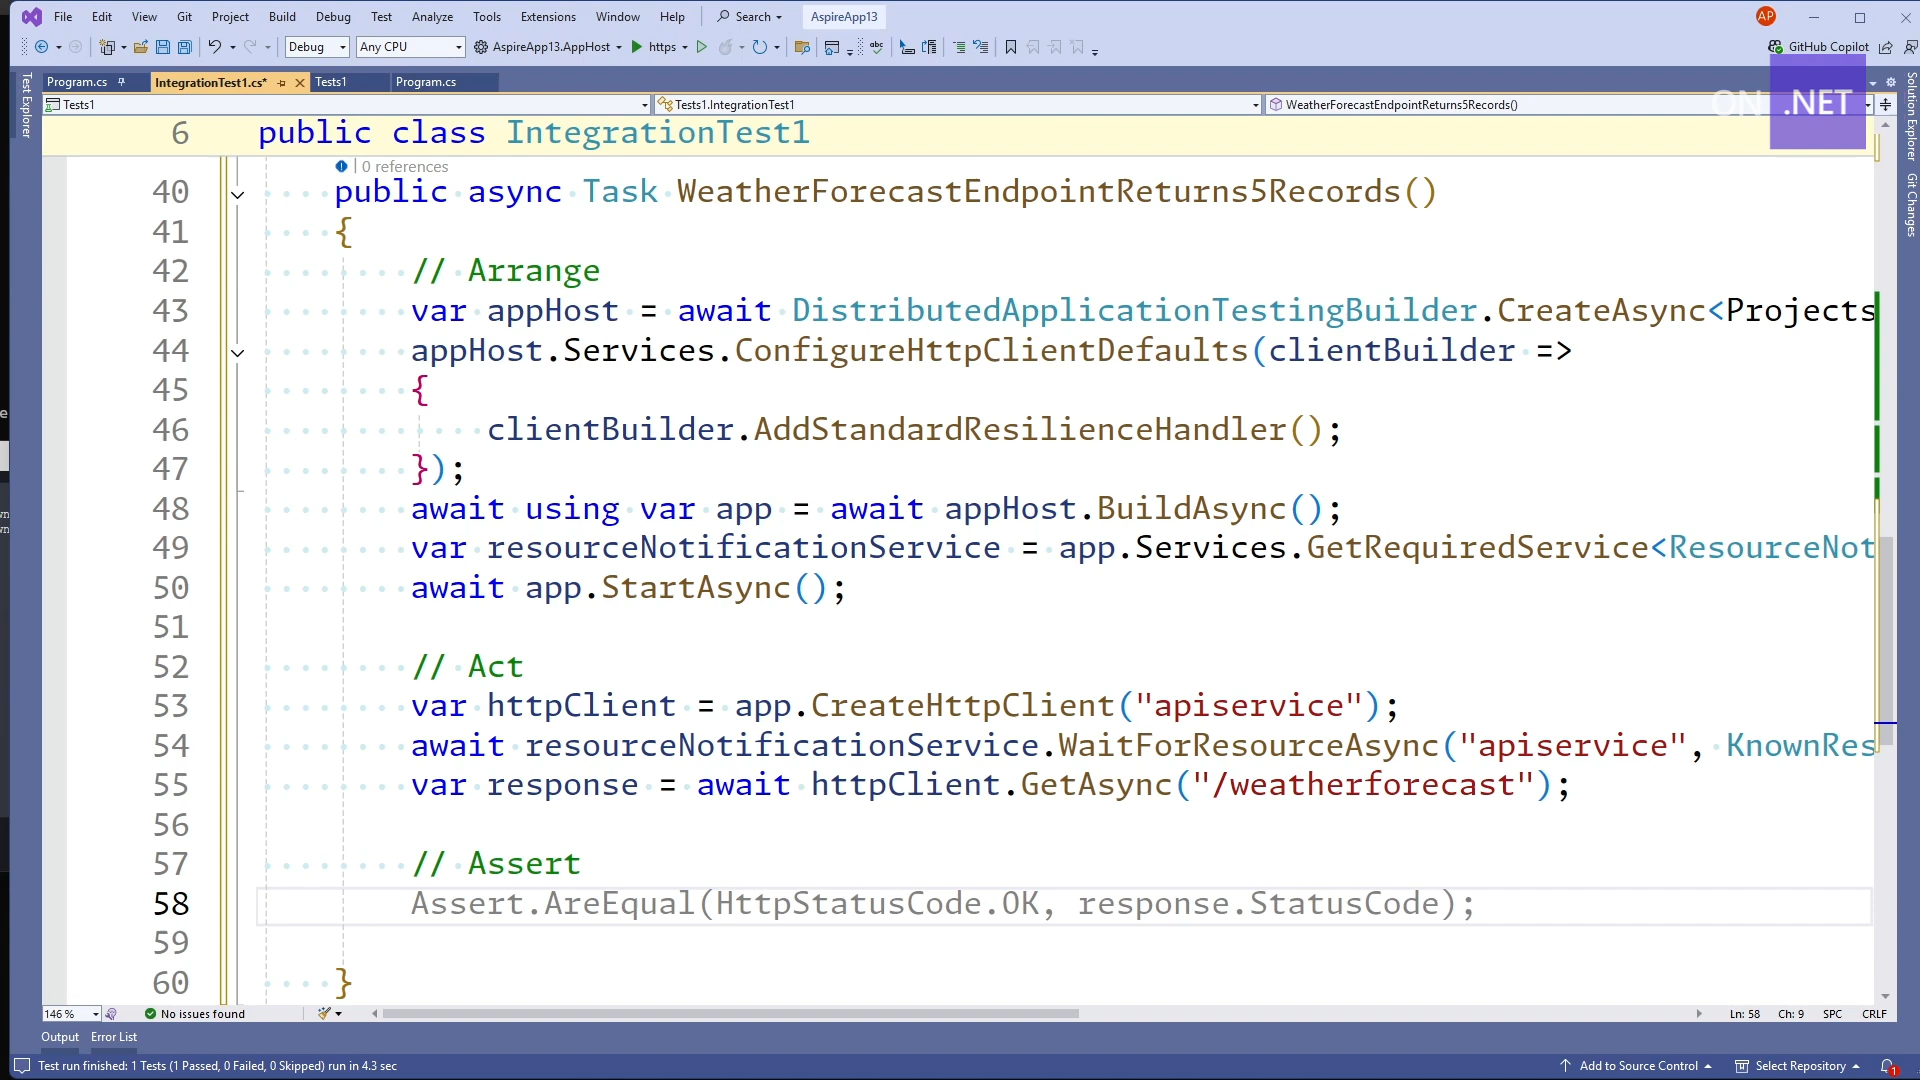 File Edit View Git Project Build Debug Test Analyze Tools Extensions Window Help Search AspireApp13 AP
Debug Any CPU AspireApp13.AppHost https GitHub Copilot
Program.cs IntegrationTest1.cs* Tests1 Program.cs
Tests1 Tests1.IntegrationTest1 WeatherForecastEndpointReturns5Records()
ON .NET
Test Explorer
Solution Explorer
Git Changes
6 public class IntegrationTest1
0 references
40 public async Task WeatherForecastEndpointReturns5Records()
41 {
42 // Arrange
43 var appHost = await DistributedApplicationTestingBuilder.CreateAsync<Projects
44 appHost.Services.ConfigureHttpClientDefaults(clientBuilder =>
45 {
46 clientBuilder.AddStandardResilienceHandler();
47 });
48 await using var app = await appHost.BuildAsync();
49 var resourceNotificationService = app.Services.GetRequiredService<ResourceNot
50 await app.StartAsync();
51
52 // Act
53 var httpClient = app.CreateHttpClient("apiservice");
54 await resourceNotificationService.WaitForResourceAsync("apiservice", KnownRes
55 var response = await httpClient.GetAsync("/weatherforecast");
56
57 // Assert
58 Assert.AreEqual(HttpStatusCode.OK, response.StatusCode);
59
60 }
146 % No issues found Ln: 58 Ch: 9 SPC CRLF
Output Error List
Test run finished: 1 Tests (1 Passed, 0 Failed, 0 Skipped) run in 4.3 sec Add to Source Control Select Repository 1